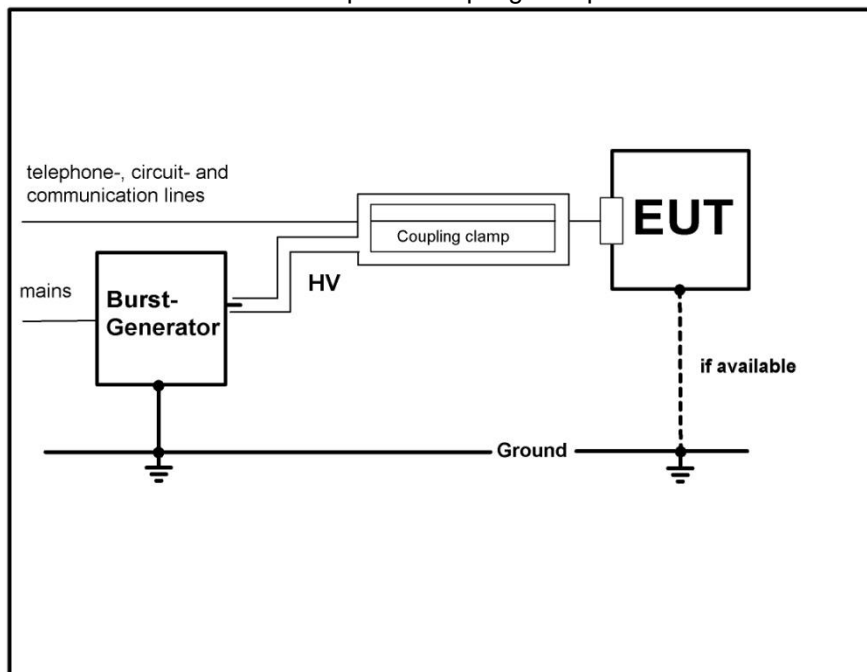 telephone-, circuit- and
communication lines
EUT
Coupling clamp
mains
Burst-
Generator
HV
if available
Ground